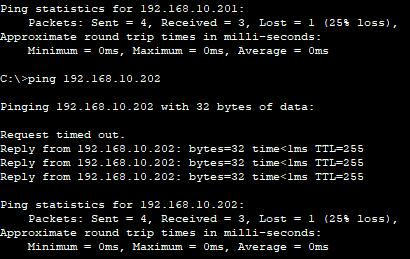 Ping statistics for 192.168.10.201:
Packets: Sent = 4, Received = 3, Lost = 1 (25% loss),
Approximate round trip times in milli-seconds:
Minimum = 0ms, Maximum = 0ms, Average = 0ms
C:\>ping 192.168.10.202
Pinging 192.168.10.202 with 32 bytes of data:
Request timed out.
Reply from 192.168.10.202: bytes=32 time<1ms TTL=255
Reply from 192.168.10.202: bytes=32 time<1ms TTL=255
Reply from 192.168.10.202: bytes=32 time<1ms TTL=255
Ping statistics for 192.168.10.202:
Packets: Sent = 4, Received = 3, Lost = 1 (25% loss),
Approximate round trip times in milli-seconds:
Minimum = 0ms, Maximum = 0ms, Average = 0ms